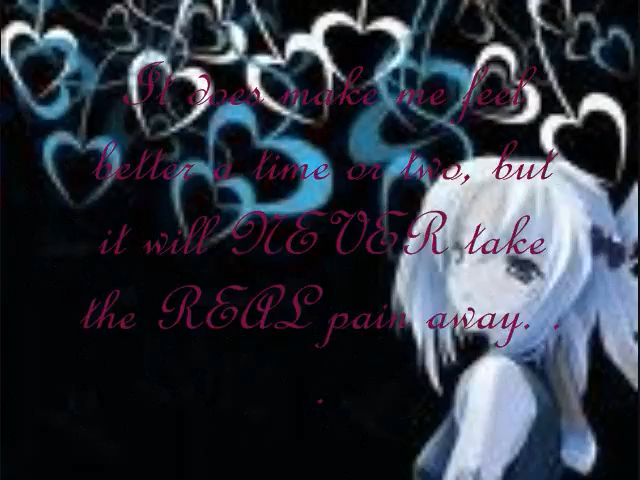 It does make me feel
better a time or two, but
it will NEVER take
the REAL pain away. .
.